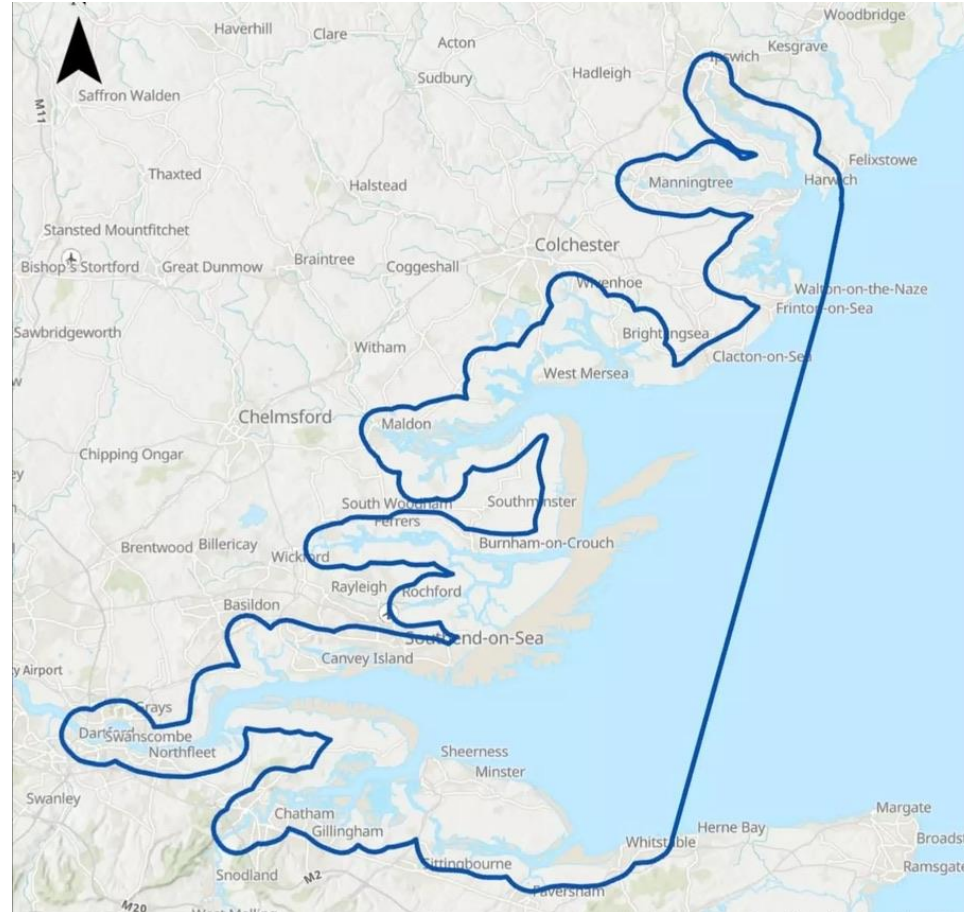 Woodbridge
Haverhill
Clare
Acton
Kesgrave
Ipswich
Hadleigh
Sudbury
Saffron Walden
M11
Felixstowe
Thaxted
Halstead
Manningtree
Harwich
Stansted Mountfitchet
Colchester
Bishop's Stortford
Great Dunmow
Braintree
Coggeshall
Wivenhoe
Walton-on-the-Naze
Frinton-on-Sea
Sawbridgeworth
Witham
Brightlingsea
Clacton-on-Sea
West Mersea
Chelmsford
Maldon
Chipping Ongar
South Woodham
Ferrers
Southminster
Burnham-on-Crouch
Brentwood
Billericay
Wickford
Rayleigh
Rochford
Basildon
Southend-on-Sea
Canvey Island
y Airport
Grays
Dartford
Swanscombe
Northfleet
Sheerness
Minster
Swanley
Chatham
Gillingham
Margate
Herne Bay
Whitstable
Broadst
Ramsgate
Sittingbourne
Snodland
M2
Faversham
M20
West Malling